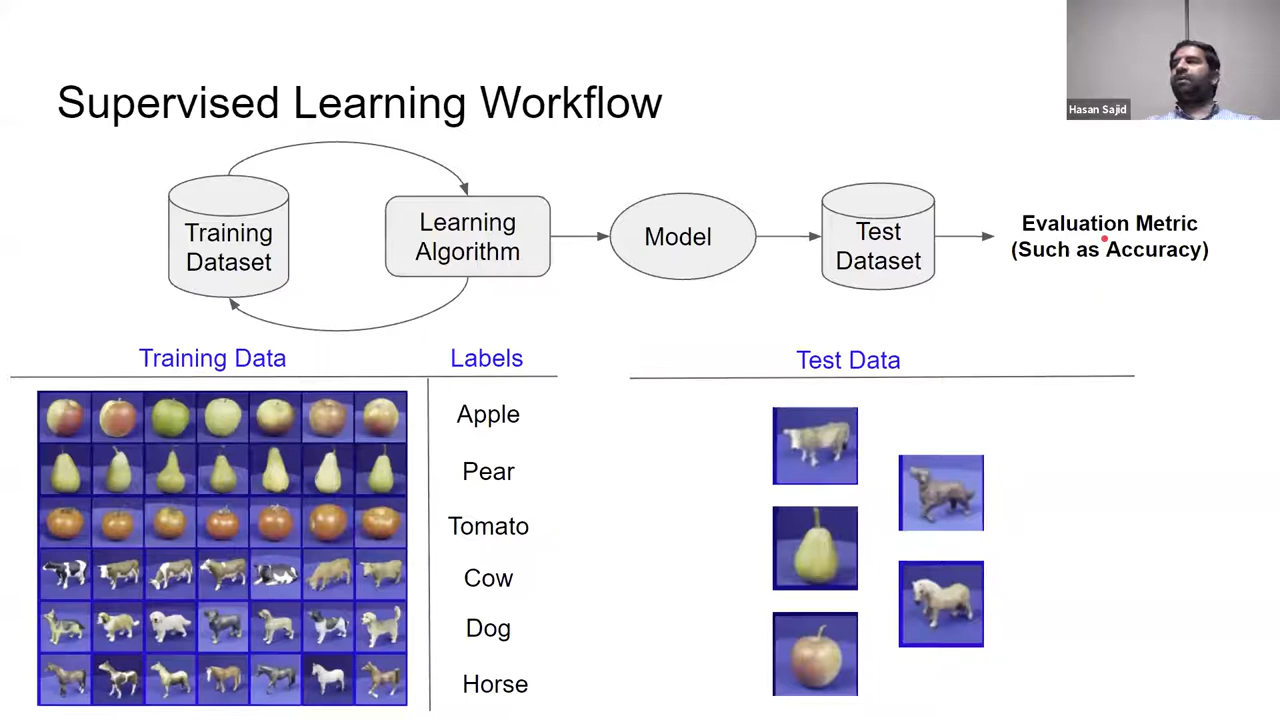 Hasan Sajid
Supervised Learning Workflow
Training
Dataset
Learning
Algorithm
Model
Test
Dataset
Evaluation Metric
(Such as Accuracy)
Training Data
Labels
Test Data
Apple
Pear
Tomato
Cow
Dog
Horse